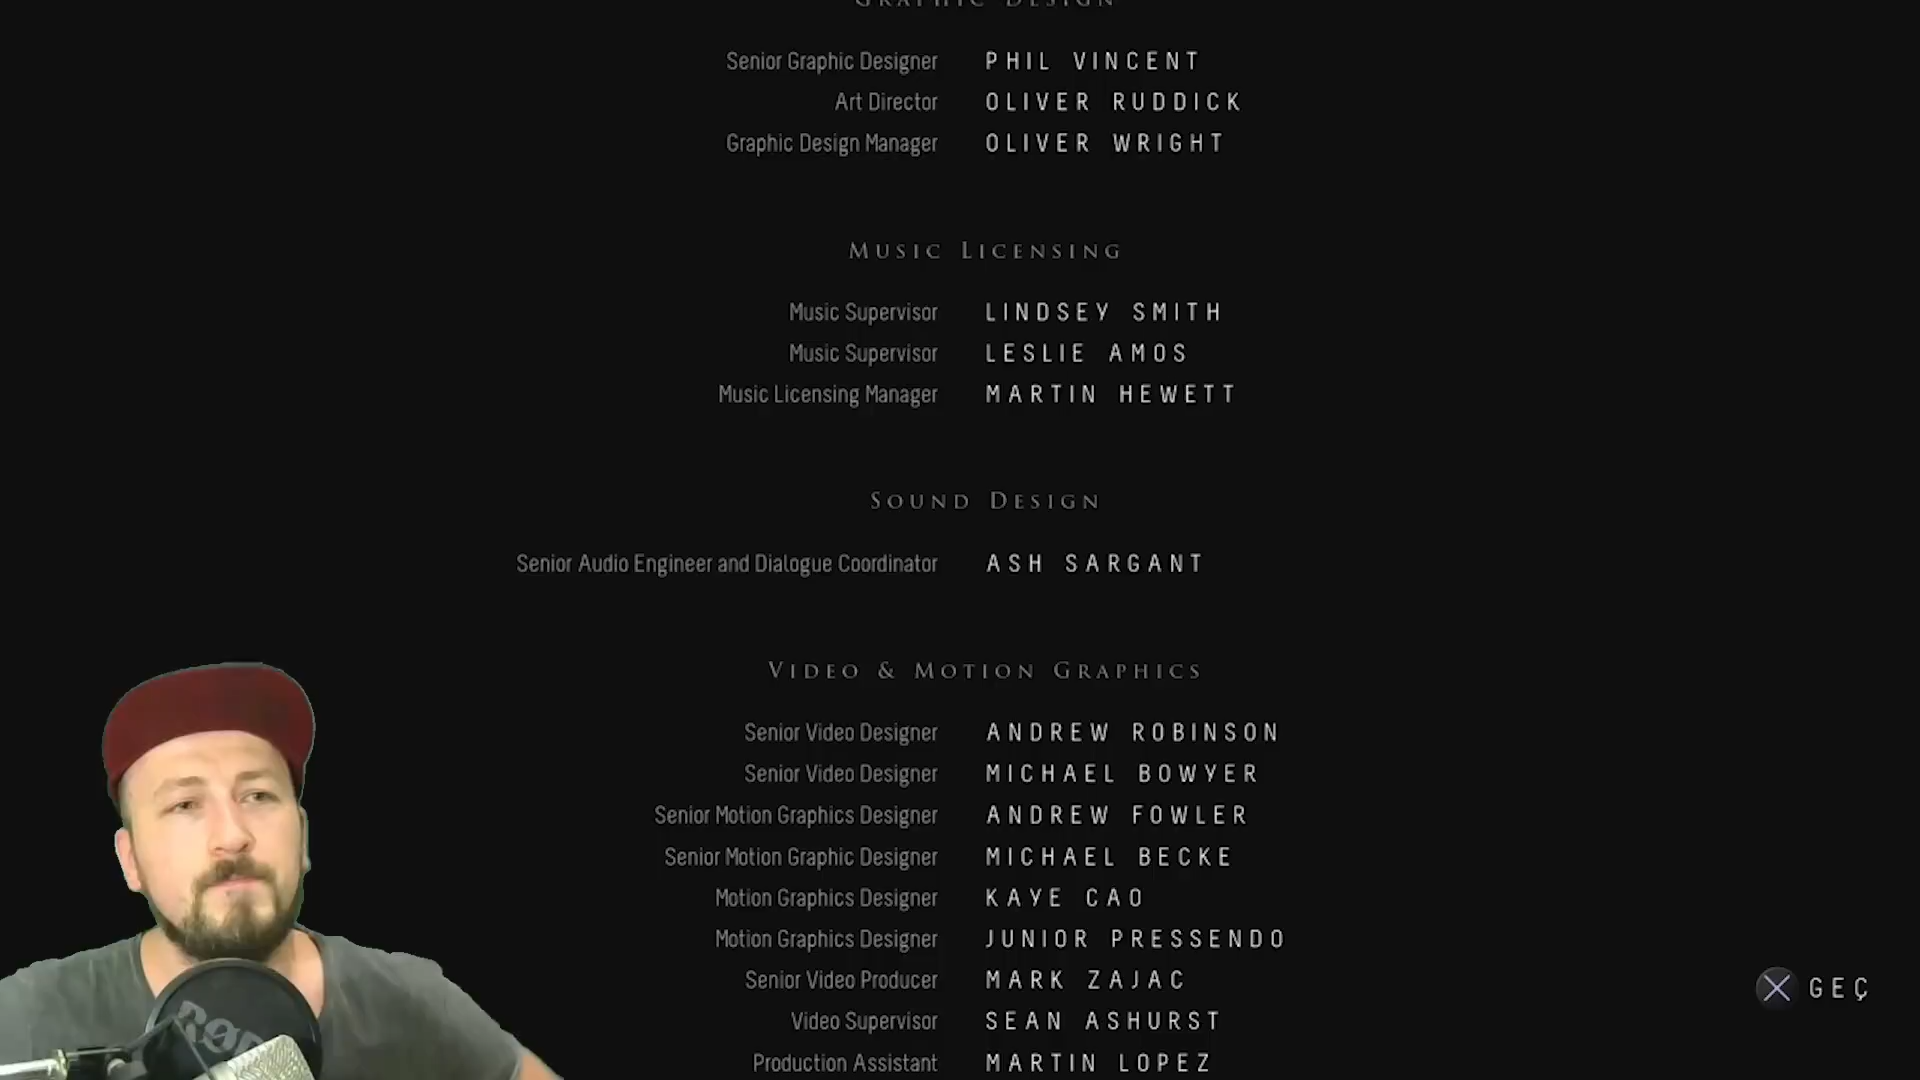 GRAPHIC DESIGN
Senior Graphic Designer PHIL VINCENT
Art Director OLIVER RUDDICK
Graphic Design Manager OLIVER WRIGHT
MUSIC LICENSING
Music Supervisor LINDSEY SMITH
Music Supervisor LESLIE AMOS
Music Licensing Manager MARTIN HEWETT
SOUND DESIGN
Senior Audio Engineer and Dialogue Coordinator ASH SARGANT
VIDEO & MOTION GRAPHICS
Senior Video Designer ANDREW ROBINSON
Senior Video Designer MICHAEL BOWYER
Senior Motion Graphics Designer ANDREW FOWLER
Senior Motion Graphic Designer MICHAEL BECKE
Motion Graphics Designer KAYE CAO
Motion Graphics Designer JUNIOR PRESSENDO
Senior Video Producer MARK ZAJAC
GEÇ
Video Supervisor SEAN ASHURST
Production Assistant MARTIN LOPEZ